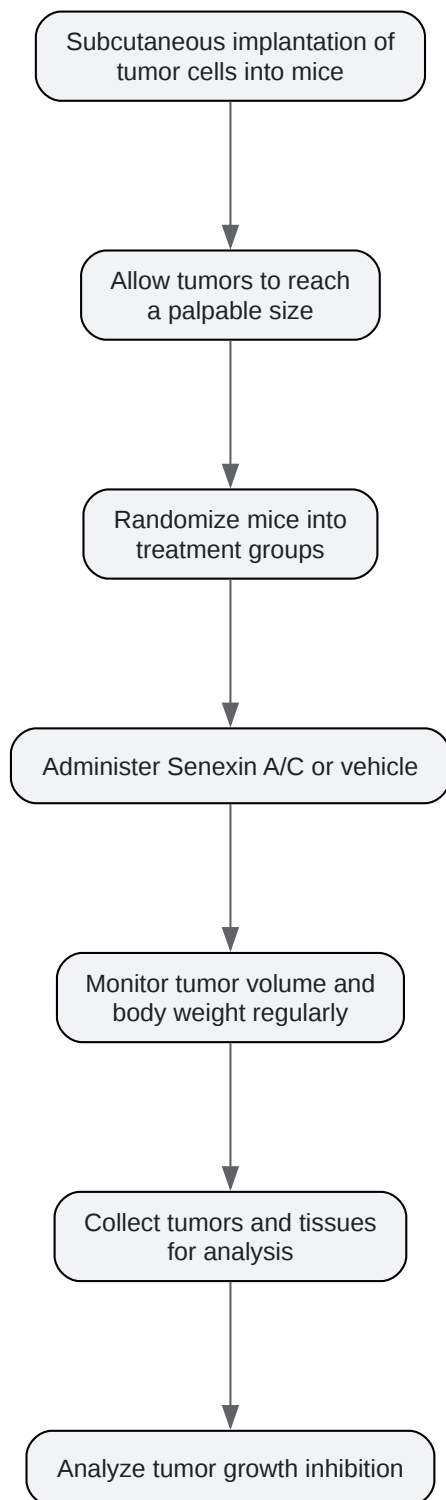 Subcutaneous implantation of
tumor cells into mice
Allow tumors to reach
a palpable size
Randomize mice into
treatment groups
Administer Senexin A/C or vehicle
Monitor tumor volume and
body weight regularly
Collect tumors and tissues
for analysis
Analyze tumor growth inhibition